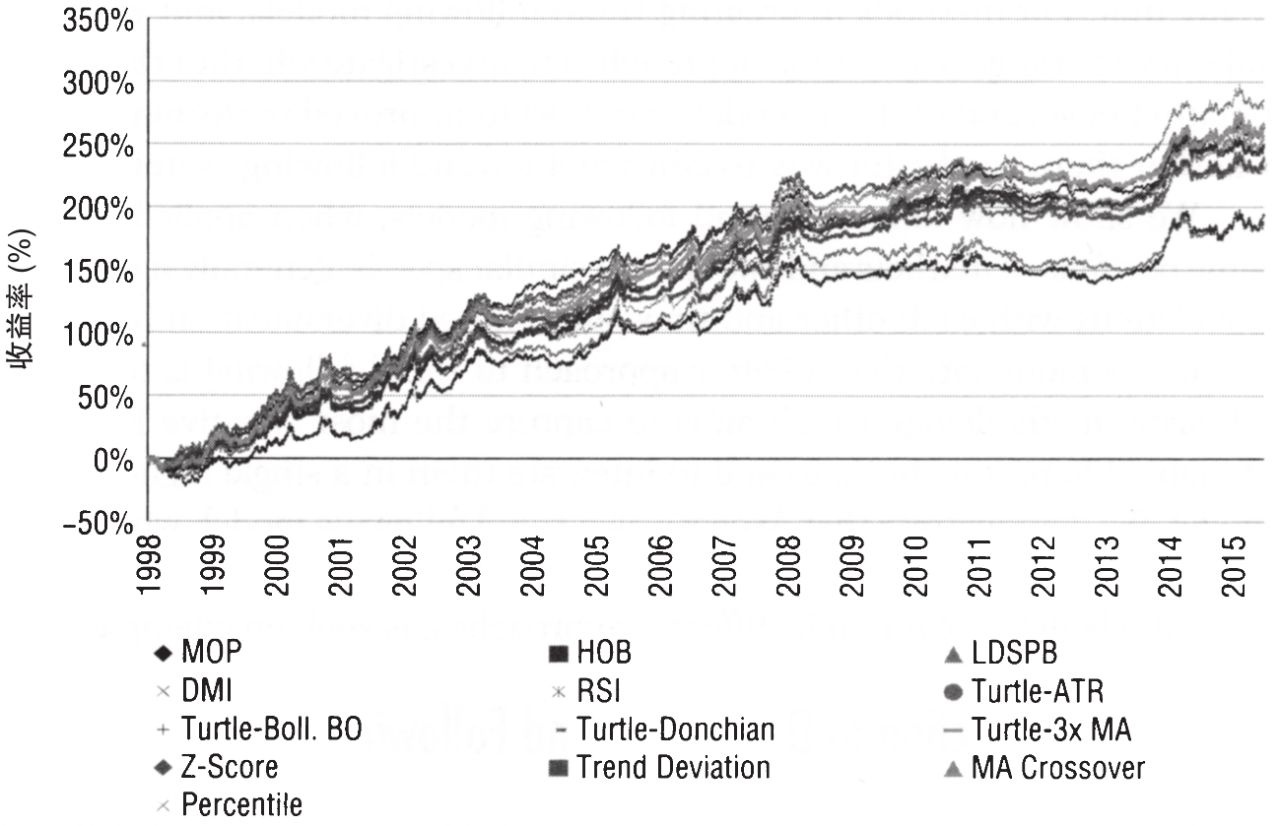 350%
300%
250%
200%
150%
100%
50%
0%
-50%
收益率 (%)
1998 1999 2000 2001 2002 2003 2004 2005 2006 2007 2008 2009 2010 2011 2012 2013 2014 2015
◆ MOP ■ HOB ▲ LDSPB
× DMI ✳ RSI ● Turtle-ATR
+ Turtle-Boll. BO - Turtle-Donchian — Turtle-3x MA
◆ Z-Score ■ Trend Deviation ▲ MA Crossover
× Percentile